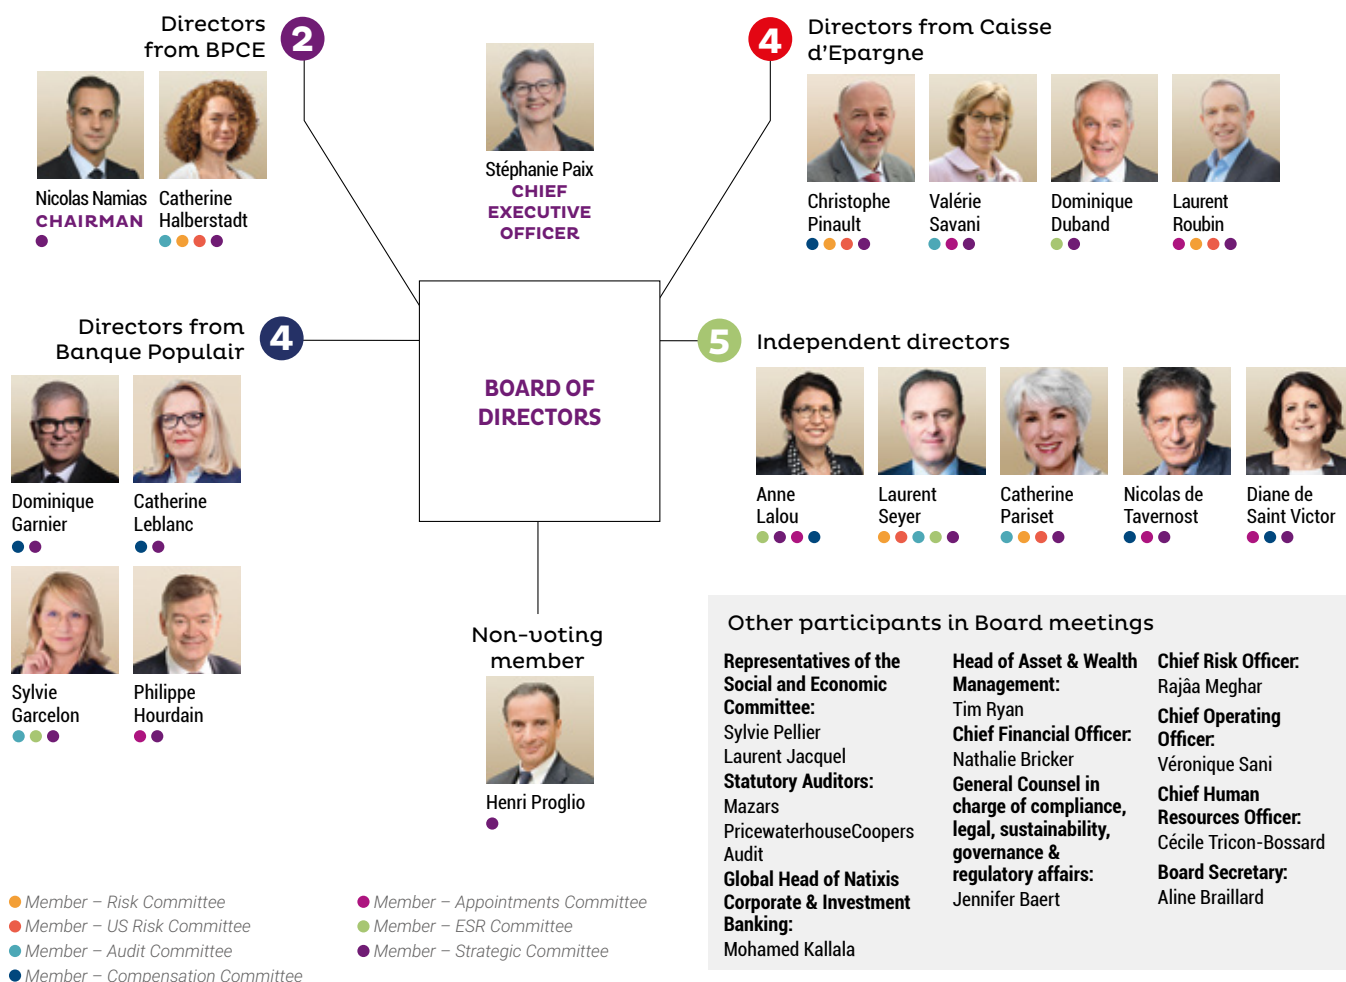 Directors
from BPCE
2
Nicolas Namias
CHAIRMAN
Catherine
Halberstadt
Stéphanie Paix
CHIEF
EXECUTIVE
OFFICER
4
Directors from Caisse
d'Epargne
Christophe
Pinault
Valérie
Savani
Dominique
Duband
Laurent
Roubin
Directors from
Banque Populair
4
Dominique
Garnier
Catherine
Leblanc
Sylvie
Garcelon
Philippe
Hourdain
BOARD OF
DIRECTORS
5
Independent directors
Anne
Lalou
Laurent
Seyer
Catherine
Pariset
Nicolas de
Tavernost
Diane de
Saint Victor
Non-voting
member
Henri Proglio
Other participants in Board meetings
Representatives of the
Social and Economic
Committee:
Sylvie Pellier
Laurent Jacquel
Statutory Auditors:
Mazars
PricewaterhouseCoopers
Audit
Global Head of Natixis
Corporate & Investment
Banking:
Mohamed Kallala
Head of Asset & Wealth
Management:
Tim Ryan
Chief Financial Officer:
Nathalie Bricker
General Counsel in
charge of compliance,
legal, sustainability,
governance &
regulatory affairs:
Jennifer Baert
Chief Risk Officer:
Rajâa Meghar
Chief Operating
Officer:
Véronique Sani
Chief Human
Resources Officer:
Cécile Tricon-Bossard
Board Secretary:
Aline Braillard
Member – Risk Committee
Member – US Risk Committee
Member – Audit Committee
Member – Compensation Committee
Member – Appointments Committee
Member – ESR Committee
Member – Strategic Committee